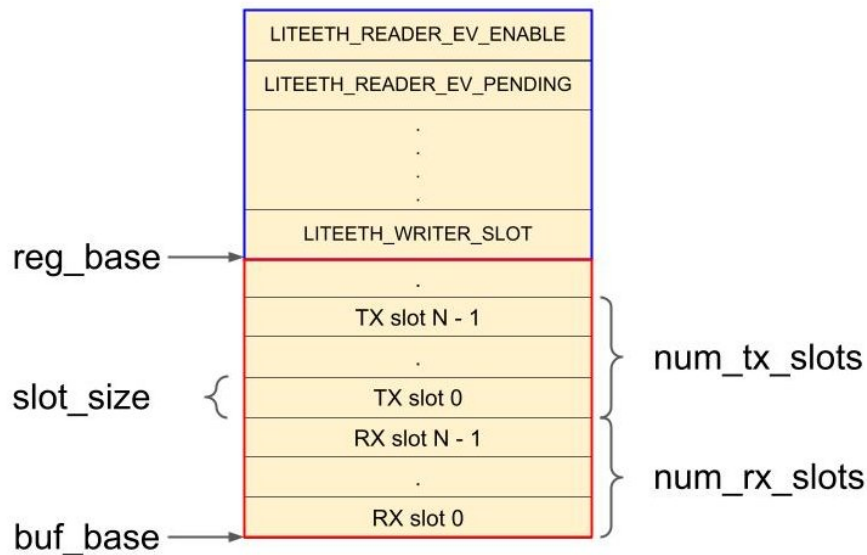 LITEETH_READER_EV_ENABLE
LITEETH_READER_EV_PENDING
.
.
.
.
LITEETH_WRITER_SLOT
reg_base
.
TX slot N - 1
.
num_tx_slots
slot_size
TX slot 0
RX slot N - 1
.
num_rx_slots
RX slot 0
buf_base